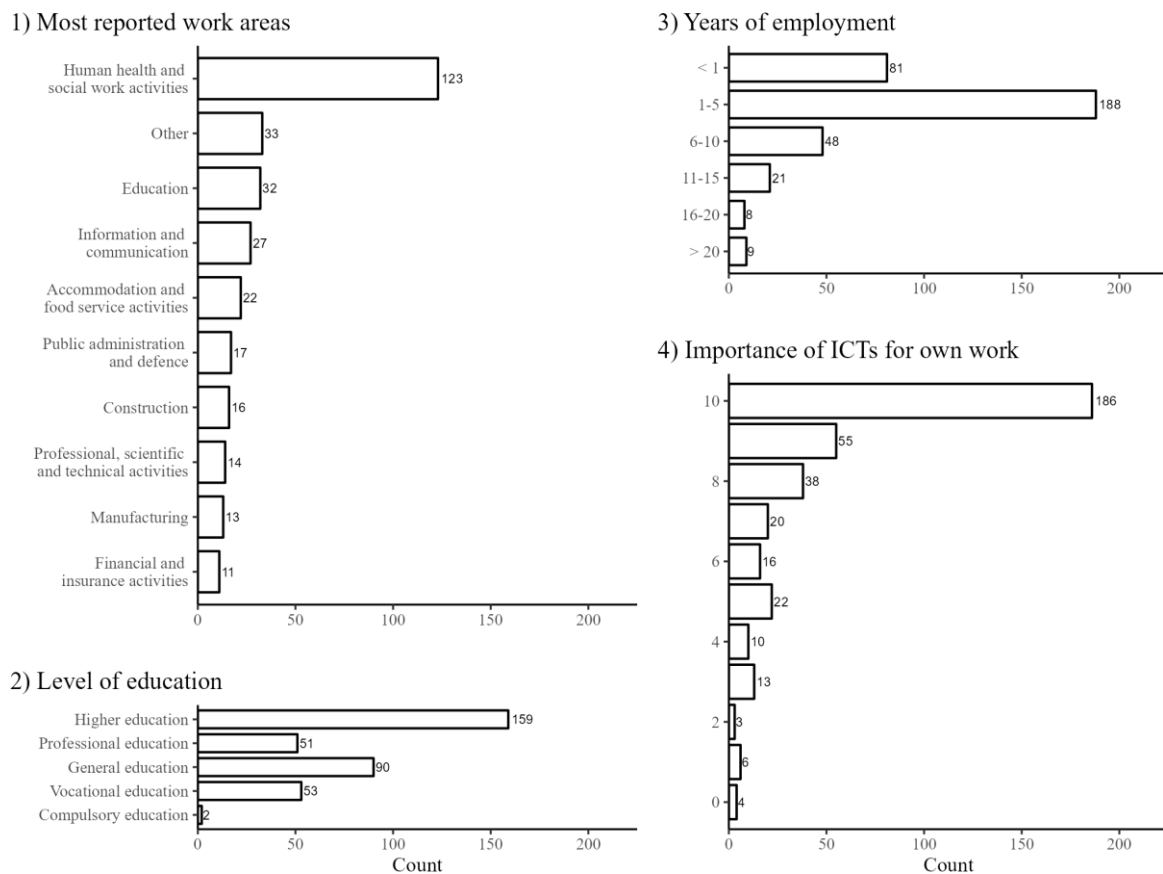 1) Most reported work areas
Human health and
social work activities
123
Other
33
Education
32
Information and
communication
27
Accommodation and
food service activities
22
Public administration
and defence
17
Construction
16
Professional, scientific
and technical activities
14
Manufacturing
13
Financial and
insurance activities
11
0 50 100 150 200
2) Level of education
Higher education
159
Professional education
51
General education
90
Vocational education
53
Compulsory education
2
0 50 100 150 200
Count
3) Years of employment
< 1
81
1-5
188
6-10
48
11-15
21
16-20
8
> 20
9
0 50 100 150 200
4) Importance of ICTs for own work
10
186
55
8
38
20
6
16
22
4
10
13
2
3
6
0
4
0 50 100 150 200
Count